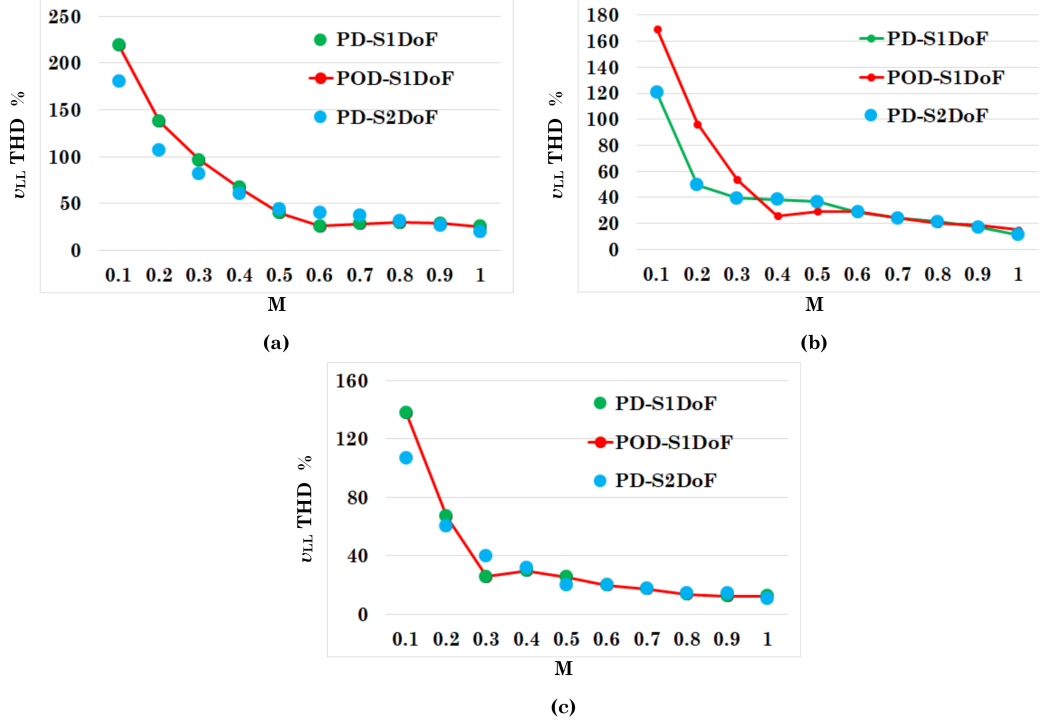 250
200
150
100
50
0
v_LL THD %
PD-S1DoF
POD-S1DoF
PD-S2DoF
0.1 0.2 0.3 0.4 0.5 0.6 0.7 0.8 0.9 1
M
(a)
180
160
140
120
100
80
60
40
20
0
v_LL THD %
PD-S1DoF
POD-S1DoF
PD-S2DoF
0.1 0.2 0.3 0.4 0.5 0.6 0.7 0.8 0.9 1
M
(b)
160
120
80
40
0
v_LL THD %
PD-S1DoF
POD-S1DoF
PD-S2DoF
0.1 0.2 0.3 0.4 0.5 0.6 0.7 0.8 0.9 1
M
(c)